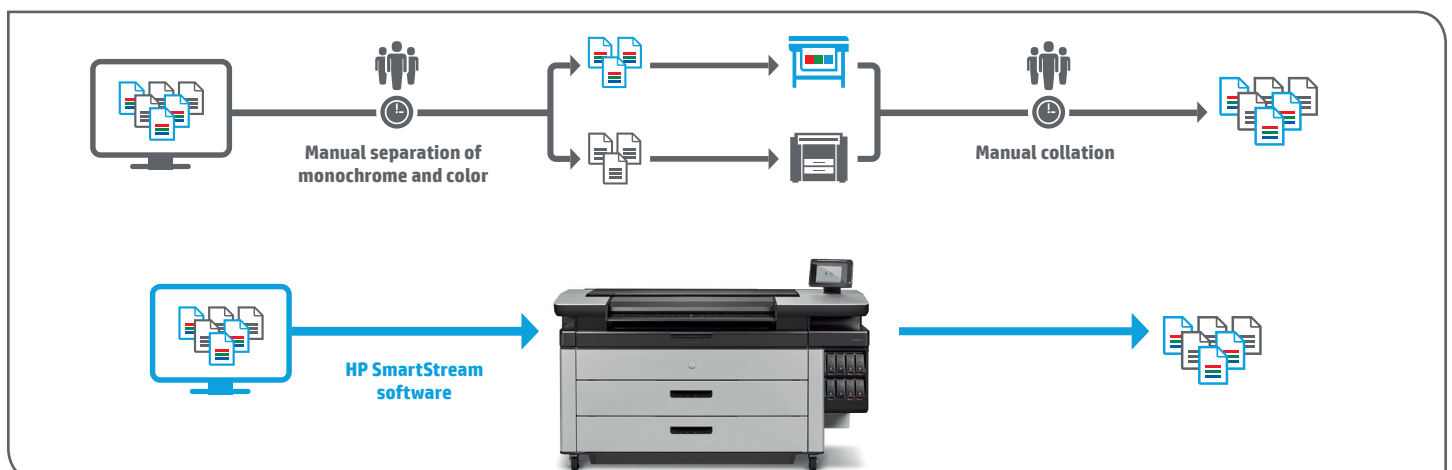 Manual separation of
monochrome and color
Manual collation
HP SmartStream
software